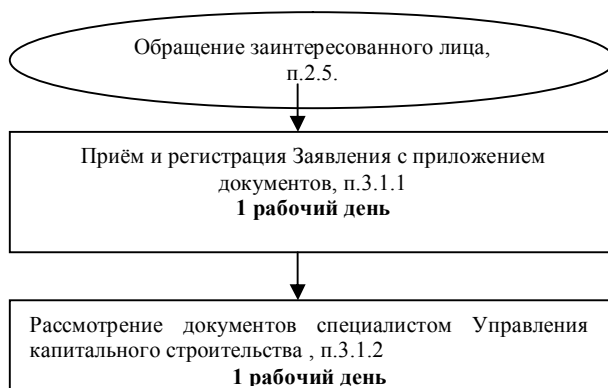 Обращение заинтересованного лица,
п.2.5.
Приём и регистрация Заявления с приложением
документов, п.3.1.1
1 рабочий день
Рассмотрение документов специалистом Управления
капитального строительства , п.3.1.2
1 рабочий день